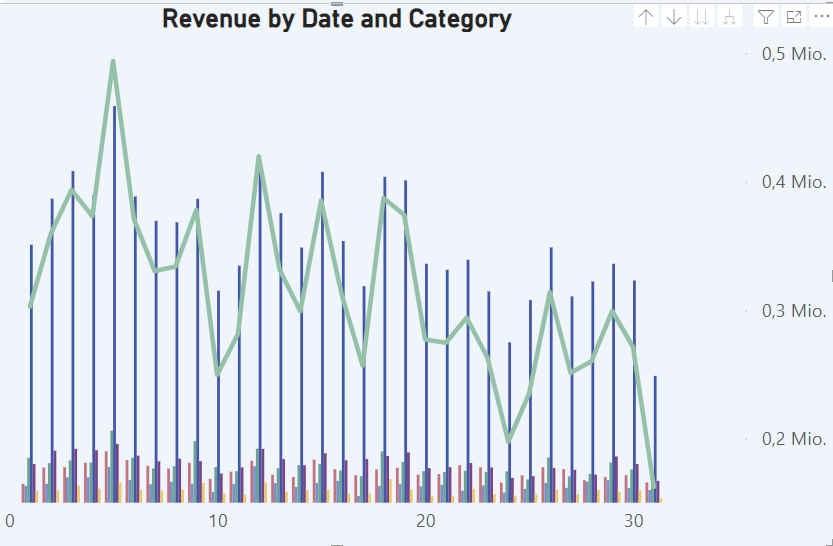 Revenue by Date and Category
0,5 Mio.
0,4 Mio.
0,3 Mio.
0,2 Mio.
0 10 20 30